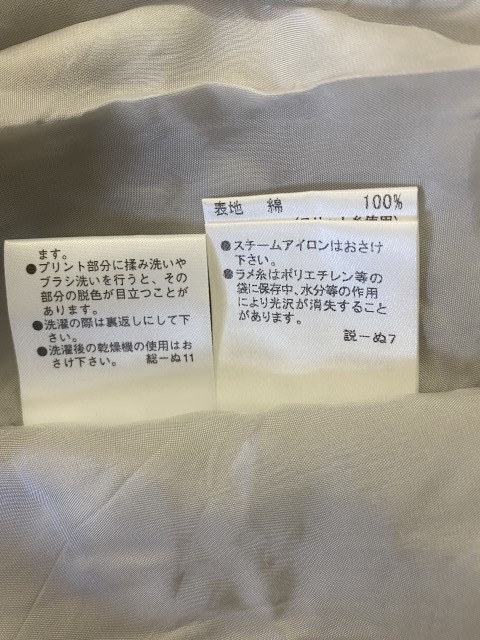 ます。
●プリント部分に揉み洗いや
ブラシ洗いを行うと、その
部分の脱色が目立つことが
あります。
●洗濯の際は裏返しにして下
さい。
●洗濯後の乾燥機の使用はお
さけ下さい。 総ーぬ11
表地 綿 100%
●スチームアイロンはおさけ
下さい。
●ラメ糸はポリエチレン等の
袋に保存中、水分等の作用
により光沢が消失すること
があります。
説ーぬ7